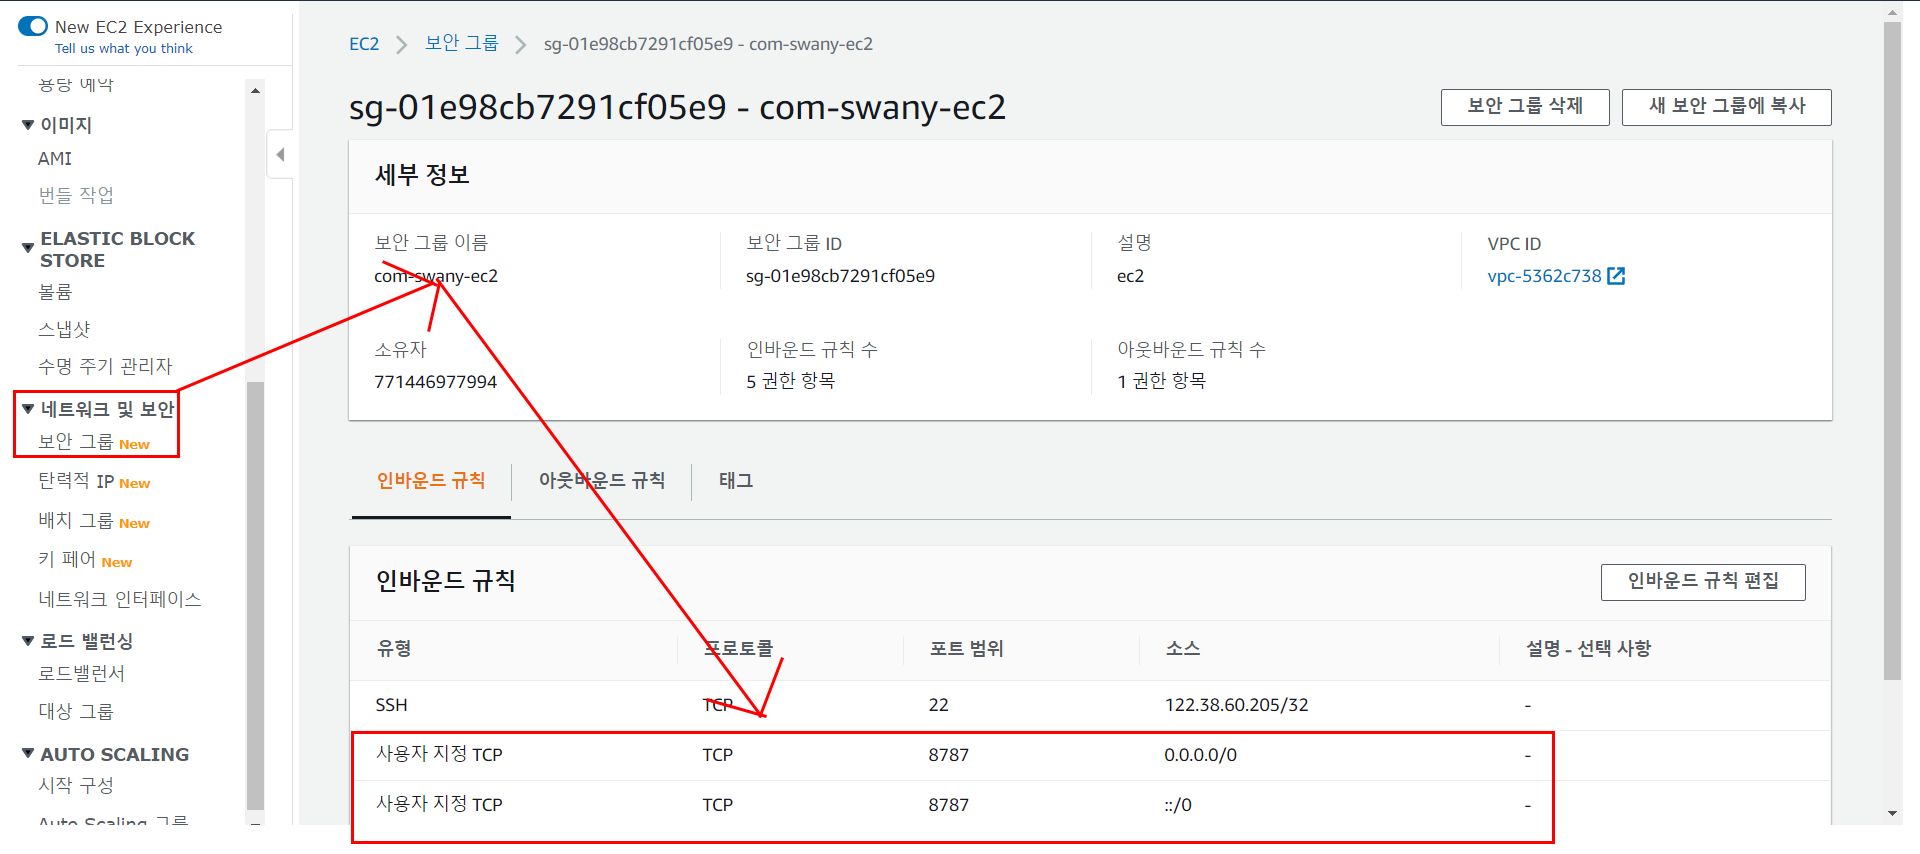 New EC2 Experience
Tell us what you think
용량 예약
이미지
AMI
번들 작업
ELASTIC BLOCK
STORE
볼륨
스냅샷
수명 주기 관리자
네트워크 및 보안
보안 그룹 New
탄력적 IP New
배치 그룹 New
키 페어 New
네트워크 인터페이스
로드 밸런싱
로드밸런서
대상 그룹
AUTO SCALING
시작 구성
Auto Scaling 그룹
EC2 > 보안 그룹 > sg-01e98cb7291cf05e9 - com-swany-ec2
sg-01e98cb7291cf05e9 - com-swany-ec2
보안 그룹 삭제
새 보안 그룹에 복사
세부 정보
보안 그룹 이름
com-swany-ec2
보안 그룹 ID
sg-01e98cb7291cf05e9
설명
ec2
VPC ID
vpc-5362c738
소유자
771446977994
인바운드 규칙 수
5 권한 항목
아웃바운드 규칙 수
1 권한 항목
인바운드 규칙 아웃바운드 규칙 태그
인바운드 규칙
인바운드 규칙 편집
유형 프로토콜 포트 범위 소스 설명 - 선택 사항
SSH TCP 22 122.38.60.205/32 -
사용자 지정 TCP TCP 8787 0.0.0.0/0 -
사용자 지정 TCP TCP 8787 ::/0 -